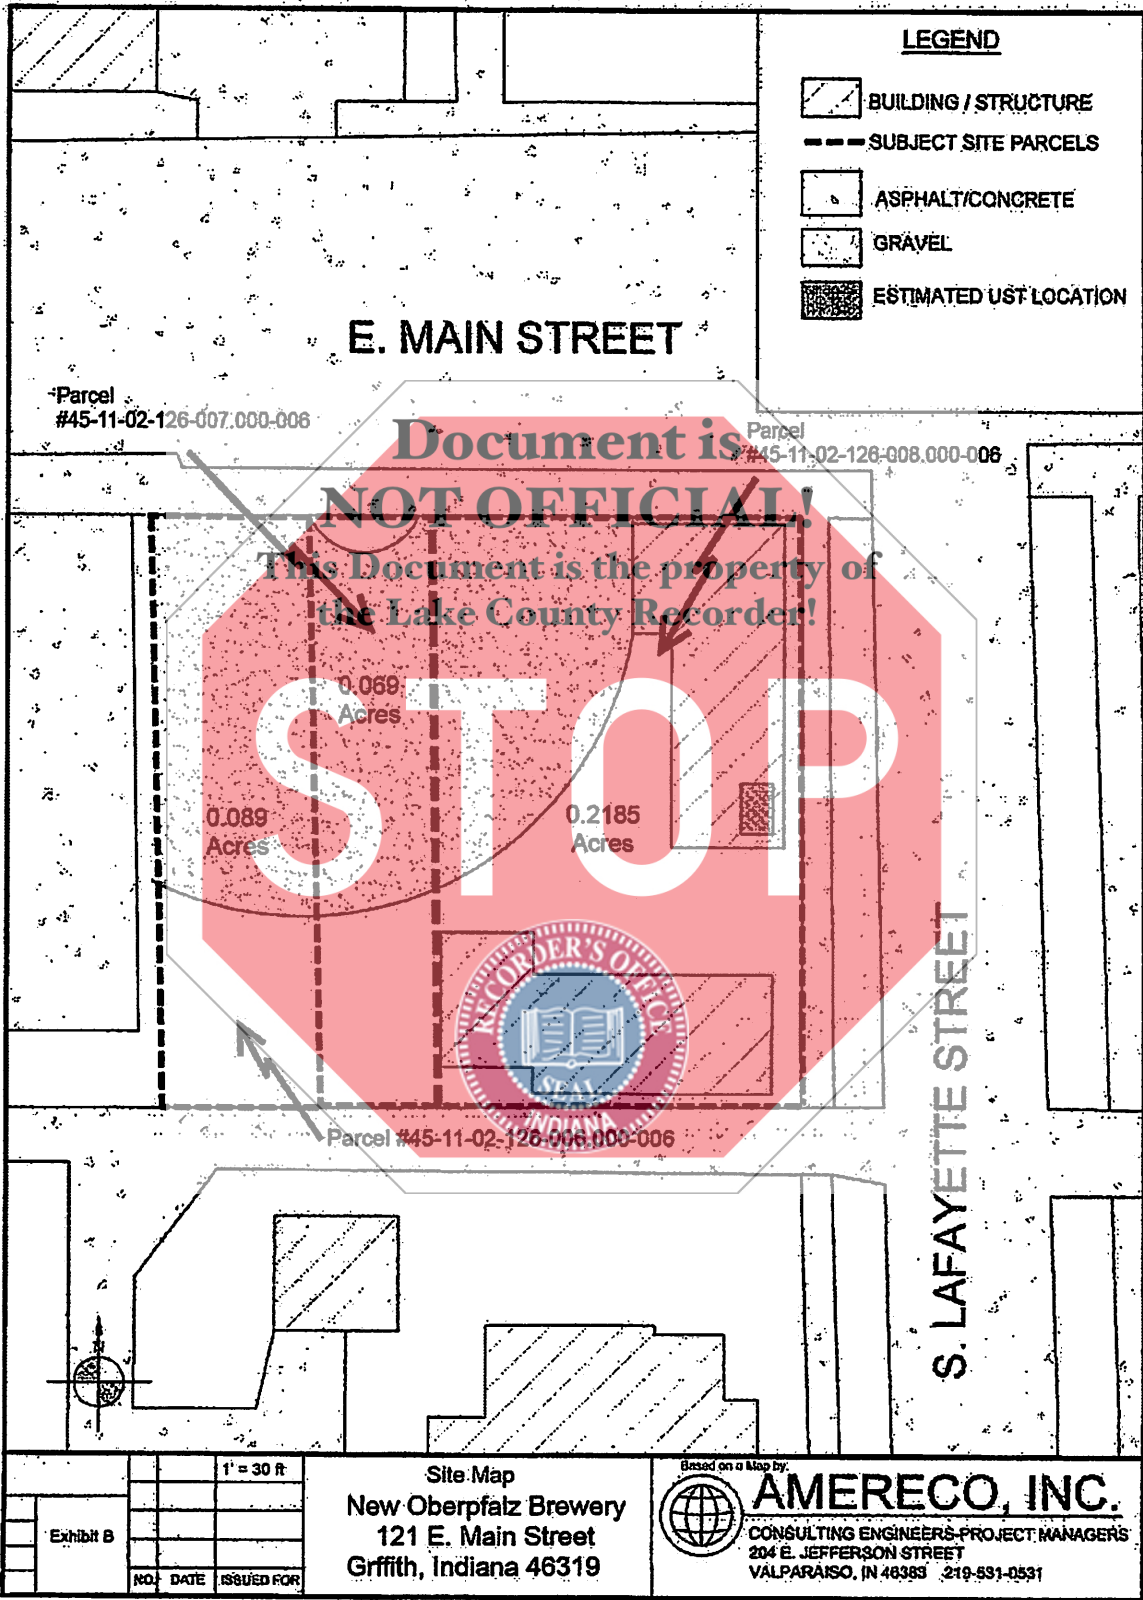 LEGEND
BUILDING / STRUCTURE
SUBJECT SITE PARCELS
ASPHALT/CONCRETE
GRAVEL
ESTIMATED UST LOCATION
E. MAIN STREET
Parcel
#45-11-02-126-007.000-006
Parcel
#45-11-02-126-008.000-006
Document is
NOT OFFICIAL!
This Document is the property of
the Lake County Recorder!
STOP
0.069
Acres
0.089
Acres
0.2185
Acres
RECORDER'S OFFICE
SEAL
INDIANA
Parcel #45-11-02-126-006.000-006
S. LAFAYETTE STREET
1" = 30 ft
Exhibit B
NO. DATE ISSUED FOR
Site Map
New Oberpfalz Brewery
121 E. Main Street
Griffith, Indiana 46319
Based on a Map by:
AMERECO, INC.
CONSULTING ENGINEERS-PROJECT MANAGERS
204 E. JEFFERSON STREET
VALPARAISO, IN 46383 219-531-0531